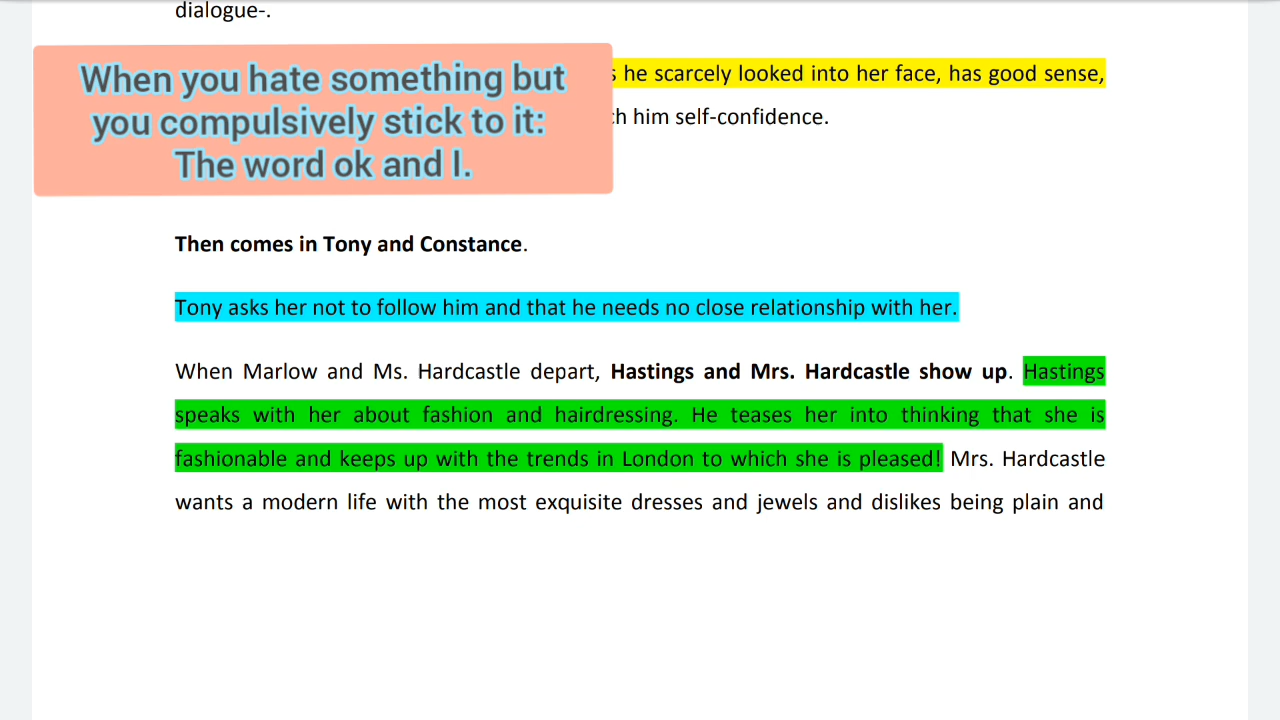 dialogue-.
When you hate something but
you compulsively stick to it:
The word ok and I.
he scarcely looked into her face, has good sense,
him self-confidence.
Then comes in Tony and Constance.
Tony asks her not to follow him and that he needs no close relationship with her.
When Marlow and Ms. Hardcastle depart, Hastings and Mrs. Hardcastle show up. Hastings
speaks with her about fashion and hairdressing. He teases her into thinking that she is
fashionable and keeps up with the trends in London to which she is pleased! Mrs. Hardcastle
wants a modern life with the most exquisite dresses and jewels and dislikes being plain and